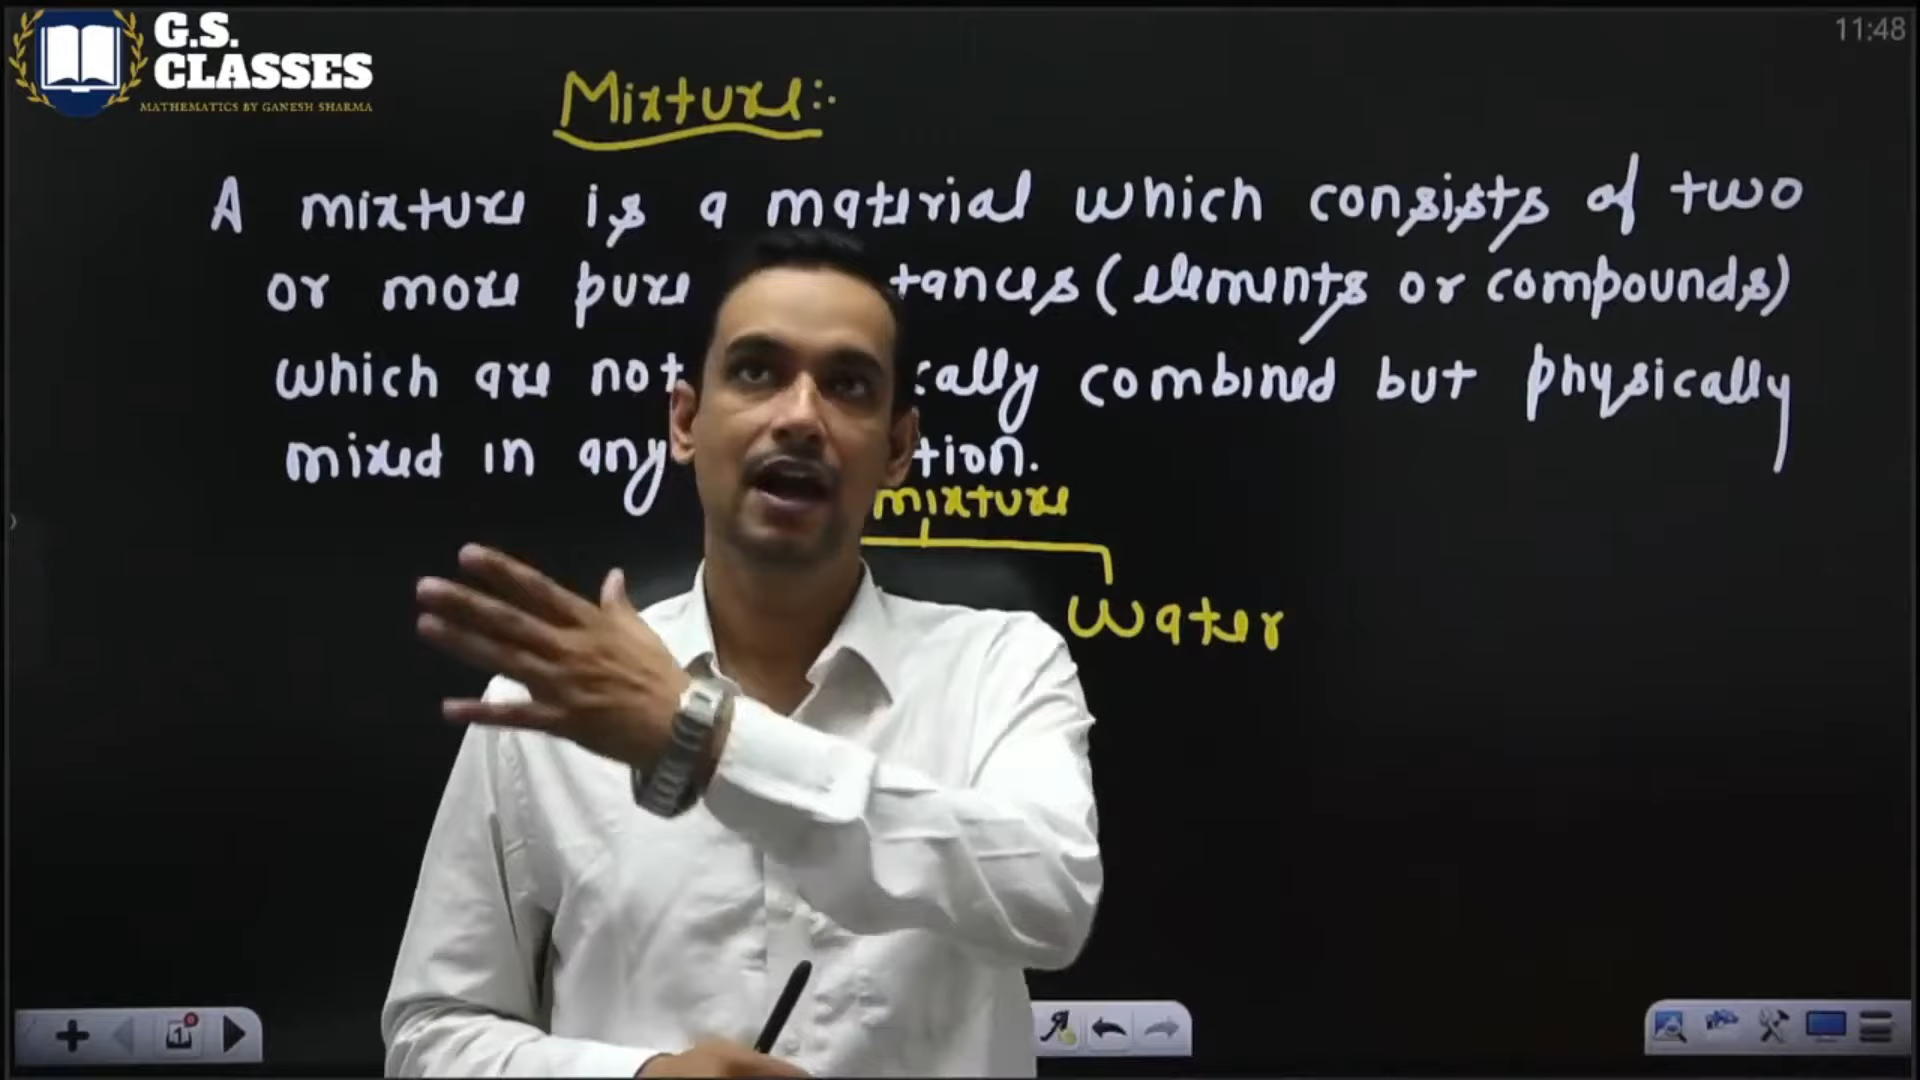 G.S.
CLASSES
MATHEMATICS BY GANESH SHARMA
11:48
Mixture:-
A mixture is a material which consists of two
or more pure tances (elements or compounds)
which are not cally combined but physically
mixed in any tion.
mixture
Water
1